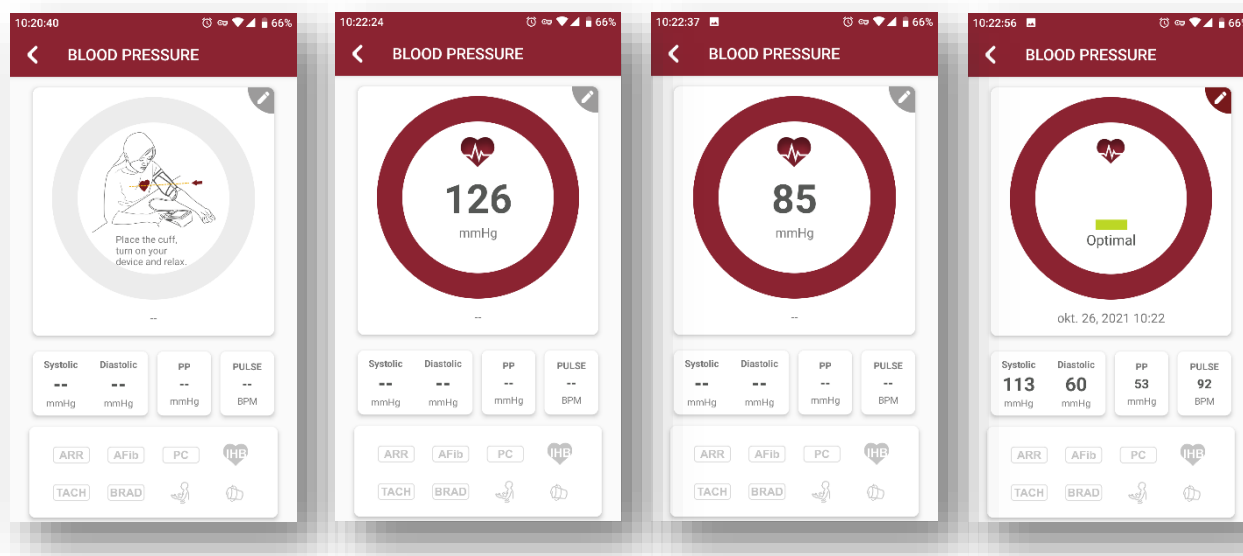 10:20:40 66%
BLOOD PRESSURE
Place the cuff,
turn on your
device and relax.
--
Systolic Diastolic PP PULSE
-- -- -- --
mmHg mmHg mmHg BPM
ARR AFib PC IHB
TACH BRAD
10:22:24 66%
BLOOD PRESSURE
126
mmHg
--
Systolic Diastolic PP PULSE
-- -- -- --
mmHg mmHg mmHg BPM
ARR AFib PC IHB
TACH BRAD
10:22:37 66%
BLOOD PRESSURE
85
mmHg
--
Systolic Diastolic PP PULSE
-- -- -- --
mmHg mmHg mmHg BPM
ARR AFib PC IHB
TACH BRAD
10:22:56 66%
BLOOD PRESSURE
Optimal
okt. 26, 2021 10:22
Systolic Diastolic PP PULSE
113 60 53 92
mmHg mmHg mmHg BPM
ARR AFib PC IHB
TACH BRAD